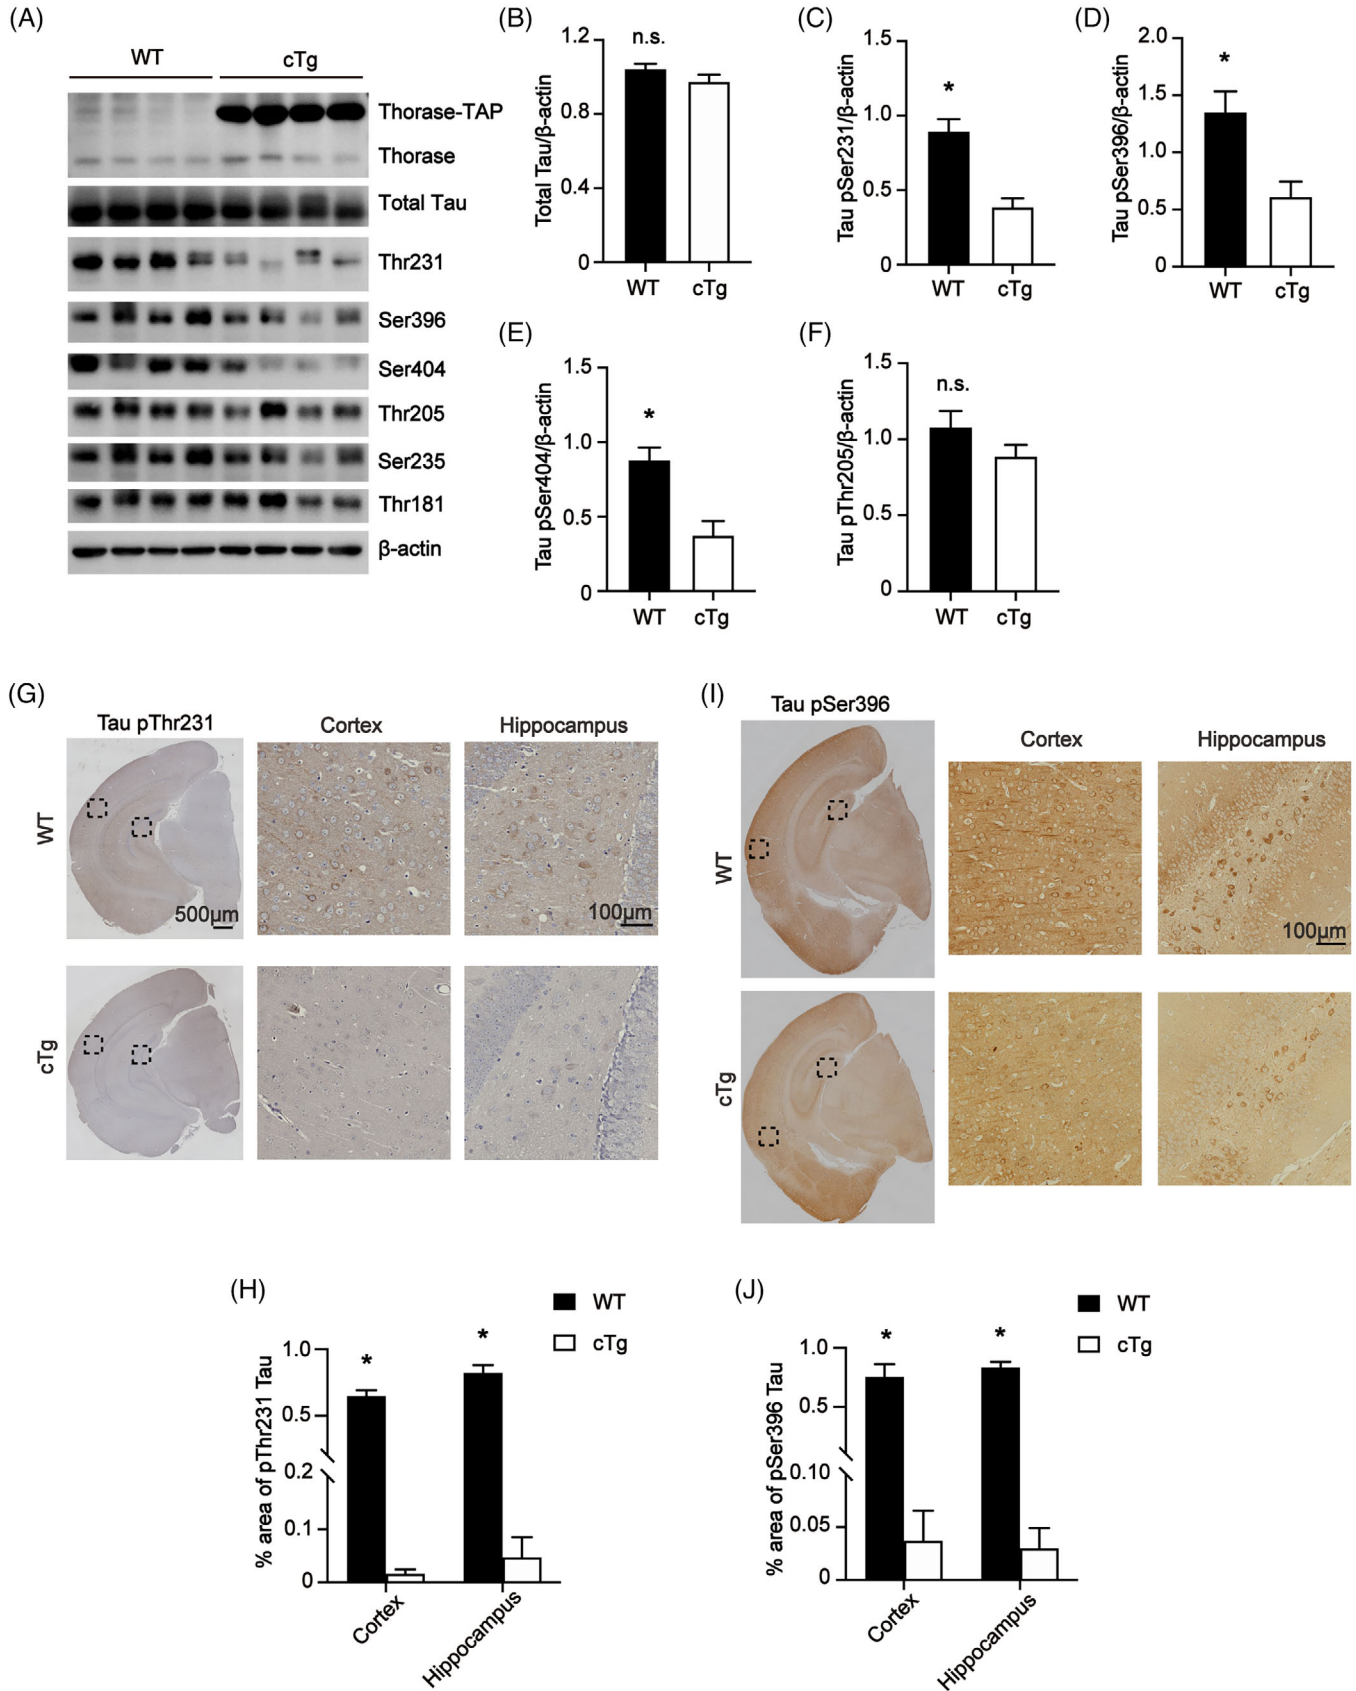 (A)
WT cTg
Thorase-TAP
Thorase
Total Tau
Thr231
Ser396
Ser404
Thr205
Ser235
Thr181
β-actin
(B)
Total Tau/β-actin
1.2
0.8
0.4
0
n.s.
WT cTg
(C)
Tau pSer231/β-actin
1.5
1.0
0.5
0
*
WT cTg
(D)
Tau pSer396/β-actin
2.0
1.5
1.0
0.5
0
*
WT cTg
(E)
Tau pSer404/β-actin
1.5
1.0
0.5
0
*
WT cTg
(F)
Tau pThr205/β-actin
1.5
1.0
0.5
0
n.s.
WT cTg
(G)
Tau pThr231 Cortex Hippocampus
WT
500μm
100μm
cTg
(I)
Tau pSer396
Cortex Hippocampus
WT
100μm
cTg
(H)
WT
cTg
% area of pThr231 Tau
1.0
0.5
0.2
0.1
0
* *
Cortex
Hippocampus
(J)
WT
cTg
% area of pSer396 Tau
1.0
0.5
0.10
0.05
0
* *
Cortex
Hippocampus